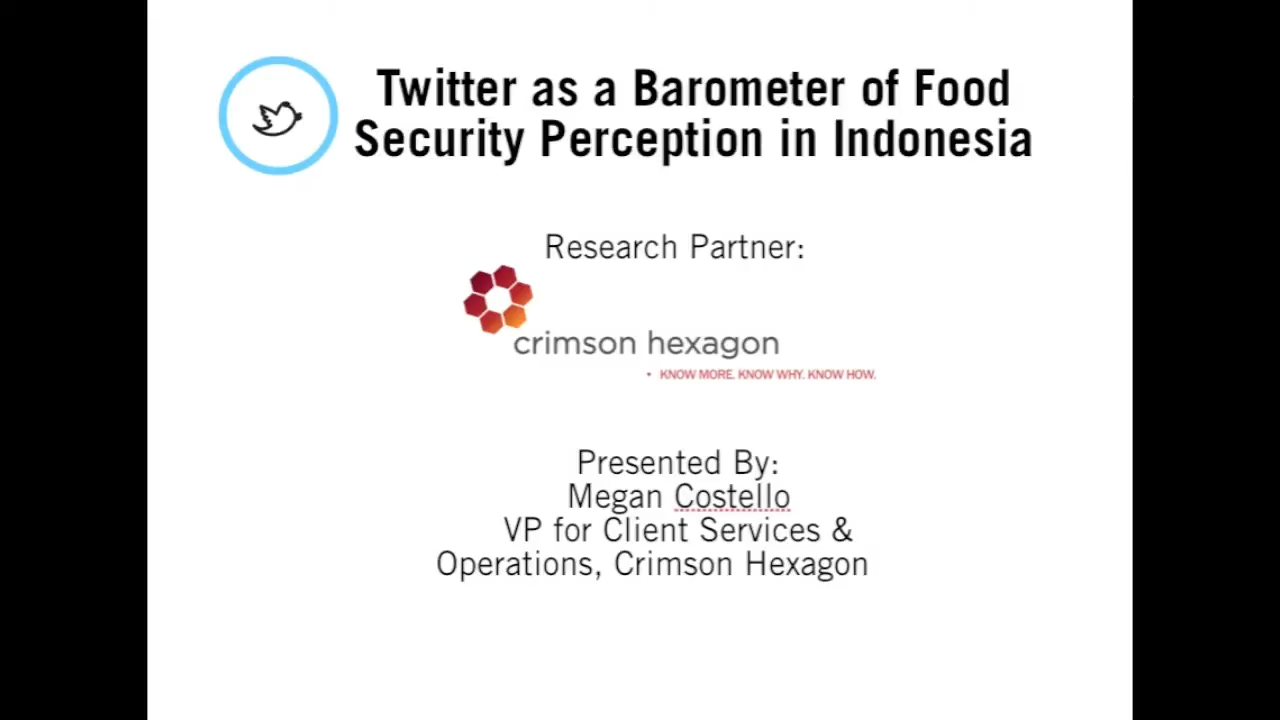 Twitter as a Barometer of Food
Security Perception in Indonesia
Research Partner:
crimson hexagon
• KNOW MORE. KNOW WHY. KNOW HOW.
Presented By:
Megan Costello
VP for Client Services &
Operations, Crimson Hexagon